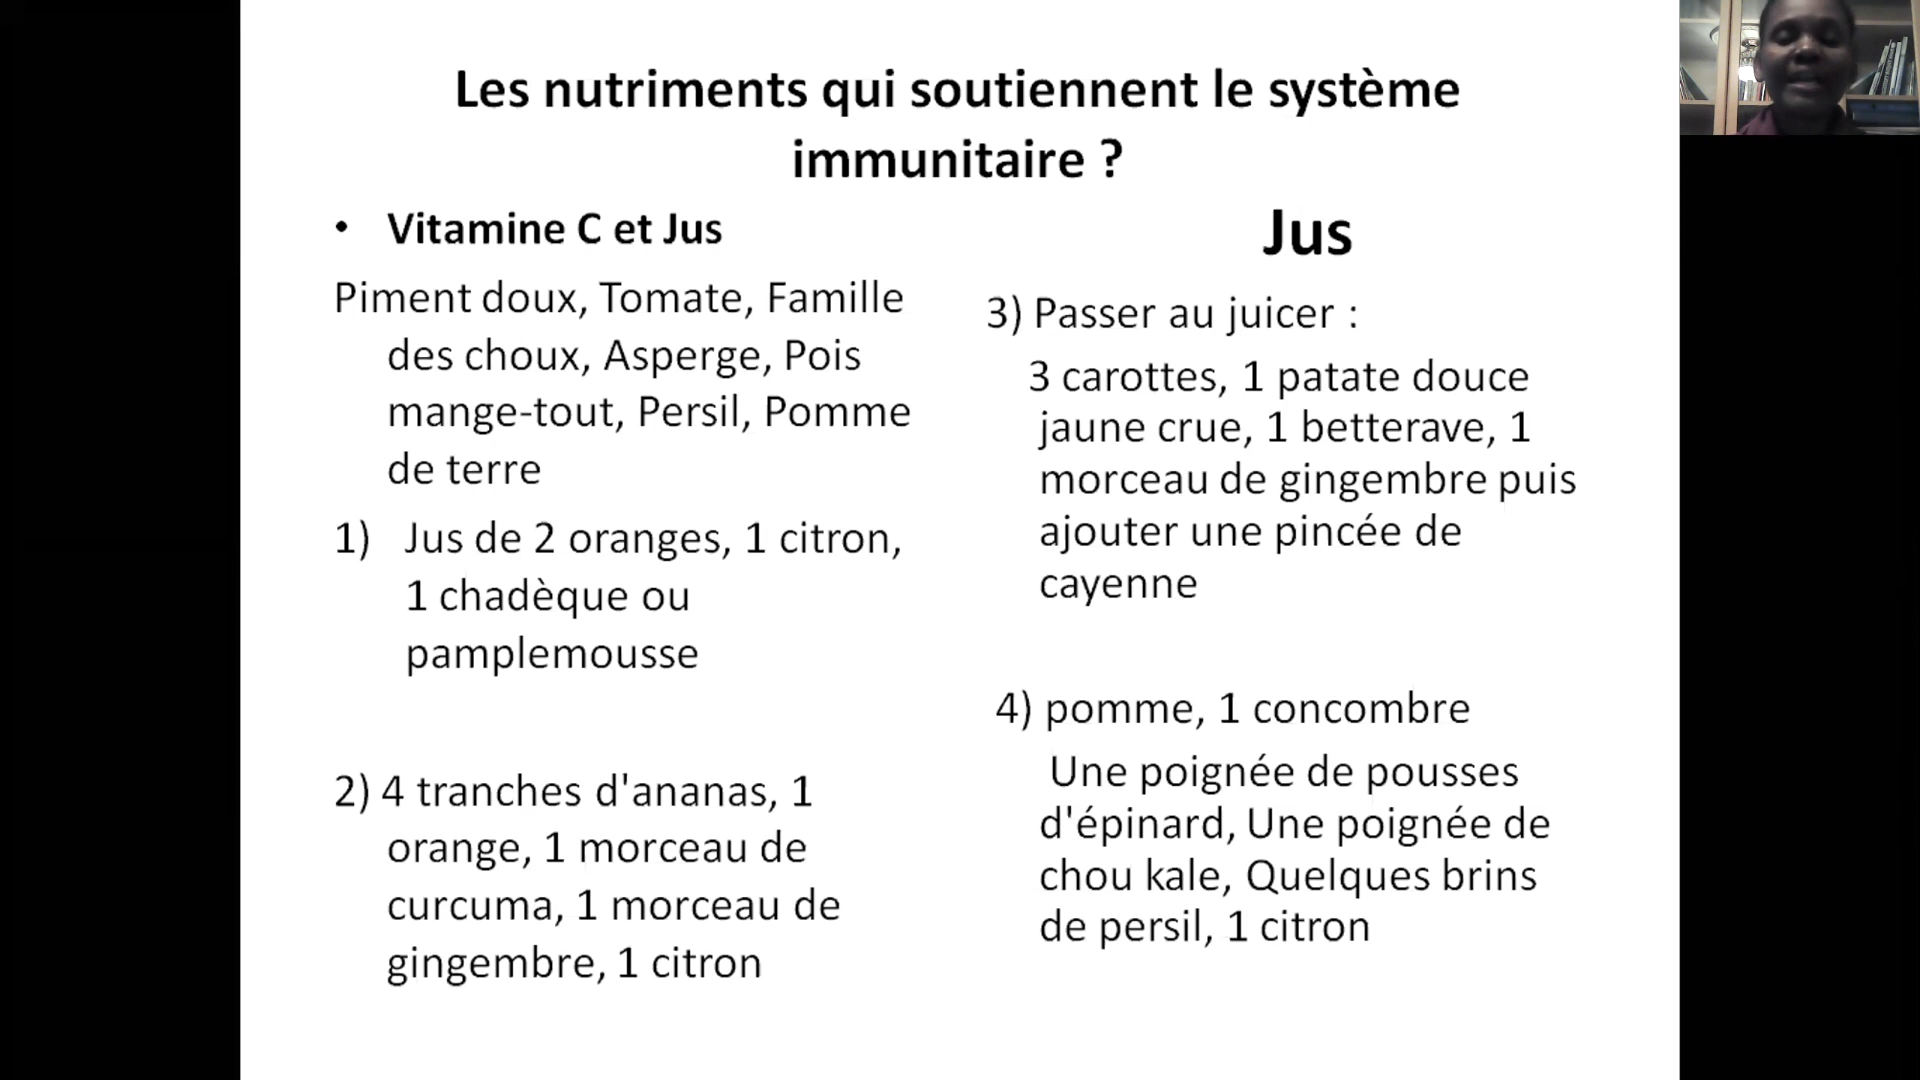 Les nutriments qui soutiennent le système
immunitaire ?
• Vitamine C et Jus
Piment doux, Tomate, Famille
des choux, Asperge, Pois
mange-tout, Persil, Pomme
de terre
1) Jus de 2 oranges, 1 citron,
1 chadèque ou
pamplemousse
2) 4 tranches d'ananas, 1
orange, 1 morceau de
curcuma, 1 morceau de
gingembre, 1 citron
Jus
3) Passer au juicer :
3 carottes, 1 patate douce
jaune crue, 1 betterave, 1
morceau de gingembre puis
ajouter une pincée de
cayenne
4) pomme, 1 concombre
Une poignée de pousses
d'épinard, Une poignée de
chou kale, Quelques brins
de persil, 1 citron